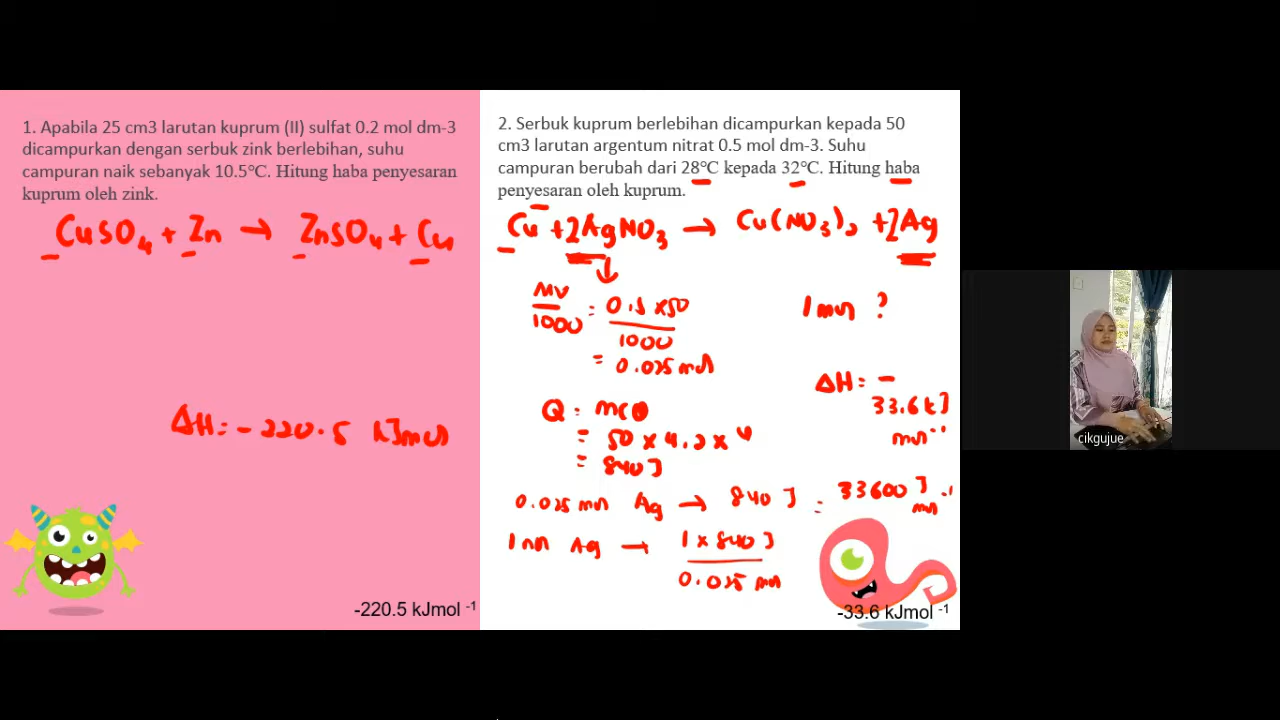 1. Apabila 25 cm3 larutan kuprum (II) sulfat 0.2 mol dm-3
dicampurkan dengan serbuk zink berlebihan, suhu
campuran naik sebanyak 10.5°C. Hitung haba penyesaran
kuprum oleh zink.
CuSO4 + Zn → ZnSO4 + Cu
ΔH = - 220.5 kJmol
-220.5 kJmol -1
2. Serbuk kuprum berlebihan dicampurkan kepada 50
cm3 larutan argentum nitrat 0.5 mol dm-3. Suhu
campuran berubah dari 28°C kepada 32°C. Hitung haba
penyesaran oleh kuprum.
Cu + 2AgNO3 → Cu(NO3)2 + 2Ag
MV/1000 = 0.5 x 50/1000
= 0.025 mol
1 mol ?
ΔH = -
33.6 kJ
mol-1
Q = mcθ
= 50 x 4.2 x 4
= 840 J
0.025 mol Ag → 840 J
= 33600 J mol-1
1 mol Ag → 1 x 840 J/0.025 mol
-33.6 kJmol -1
cikgujue